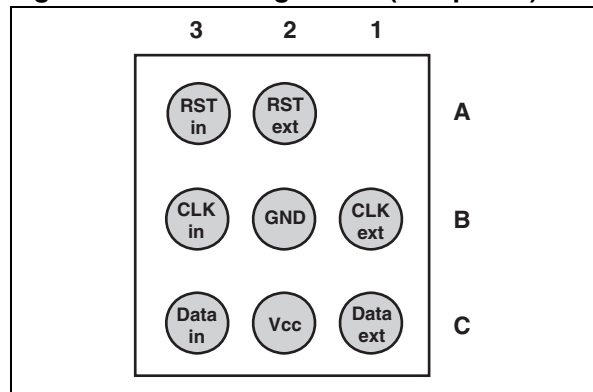 3 2 1
RST in RST ext A
CLK in GND CLK ext B
Data in Vcc Data ext C